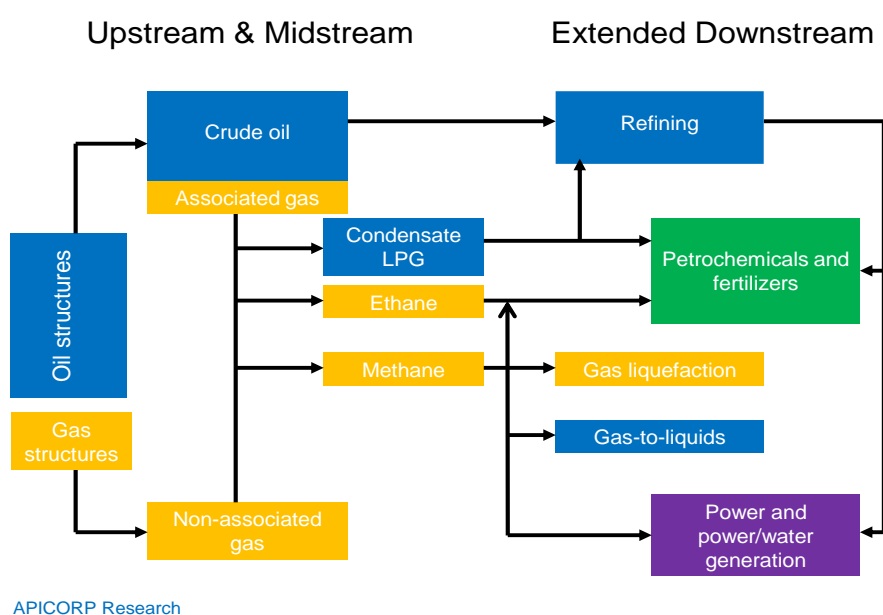 Upstream & Midstream
Extended Downstream
Crude oil
Refining
Associated gas
Condensate
LPG
Petrochemicals and
fertilizers
Oil structures
Ethane
Methane
Gas liquefaction
Gas
structures
Gas-to-liquids
Non-associated
gas
Power and
power/water
generation
APICORP Research